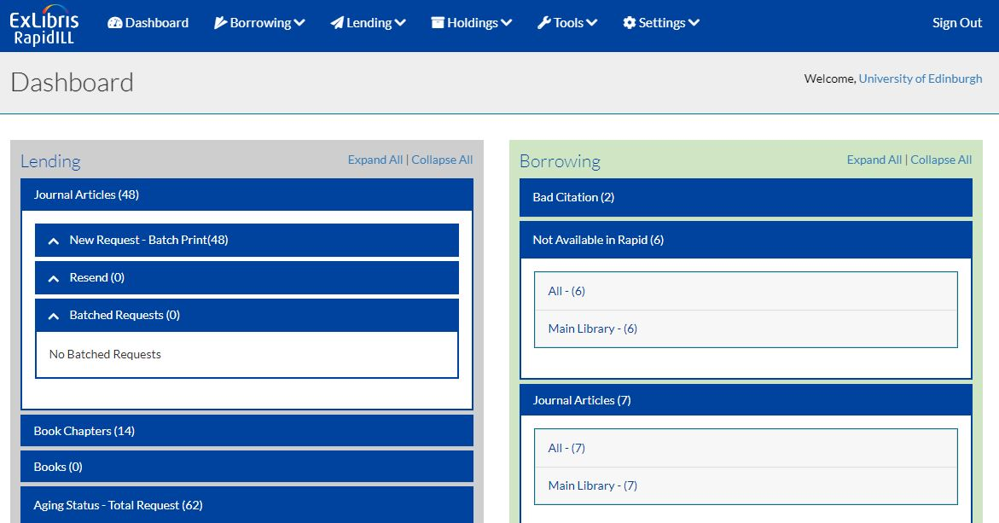 ExLibris
RapidILL
Dashboard
Borrowing
Lending
Holdings
Tools
Settings
Sign Out
Dashboard
Welcome, University of Edinburgh
Lending
Expand All | Collapse All
Journal Articles (48)
New Request - Batch Print(48)
Resend (0)
Batched Requests (0)
No Batched Requests
Book Chapters (14)
Books (0)
Aging Status - Total Request (62)
Borrowing
Expand All | Collapse All
Bad Citation (2)
Not Available in Rapid (6)
All - (6)
Main Library - (6)
Journal Articles (7)
All - (7)
Main Library - (7)